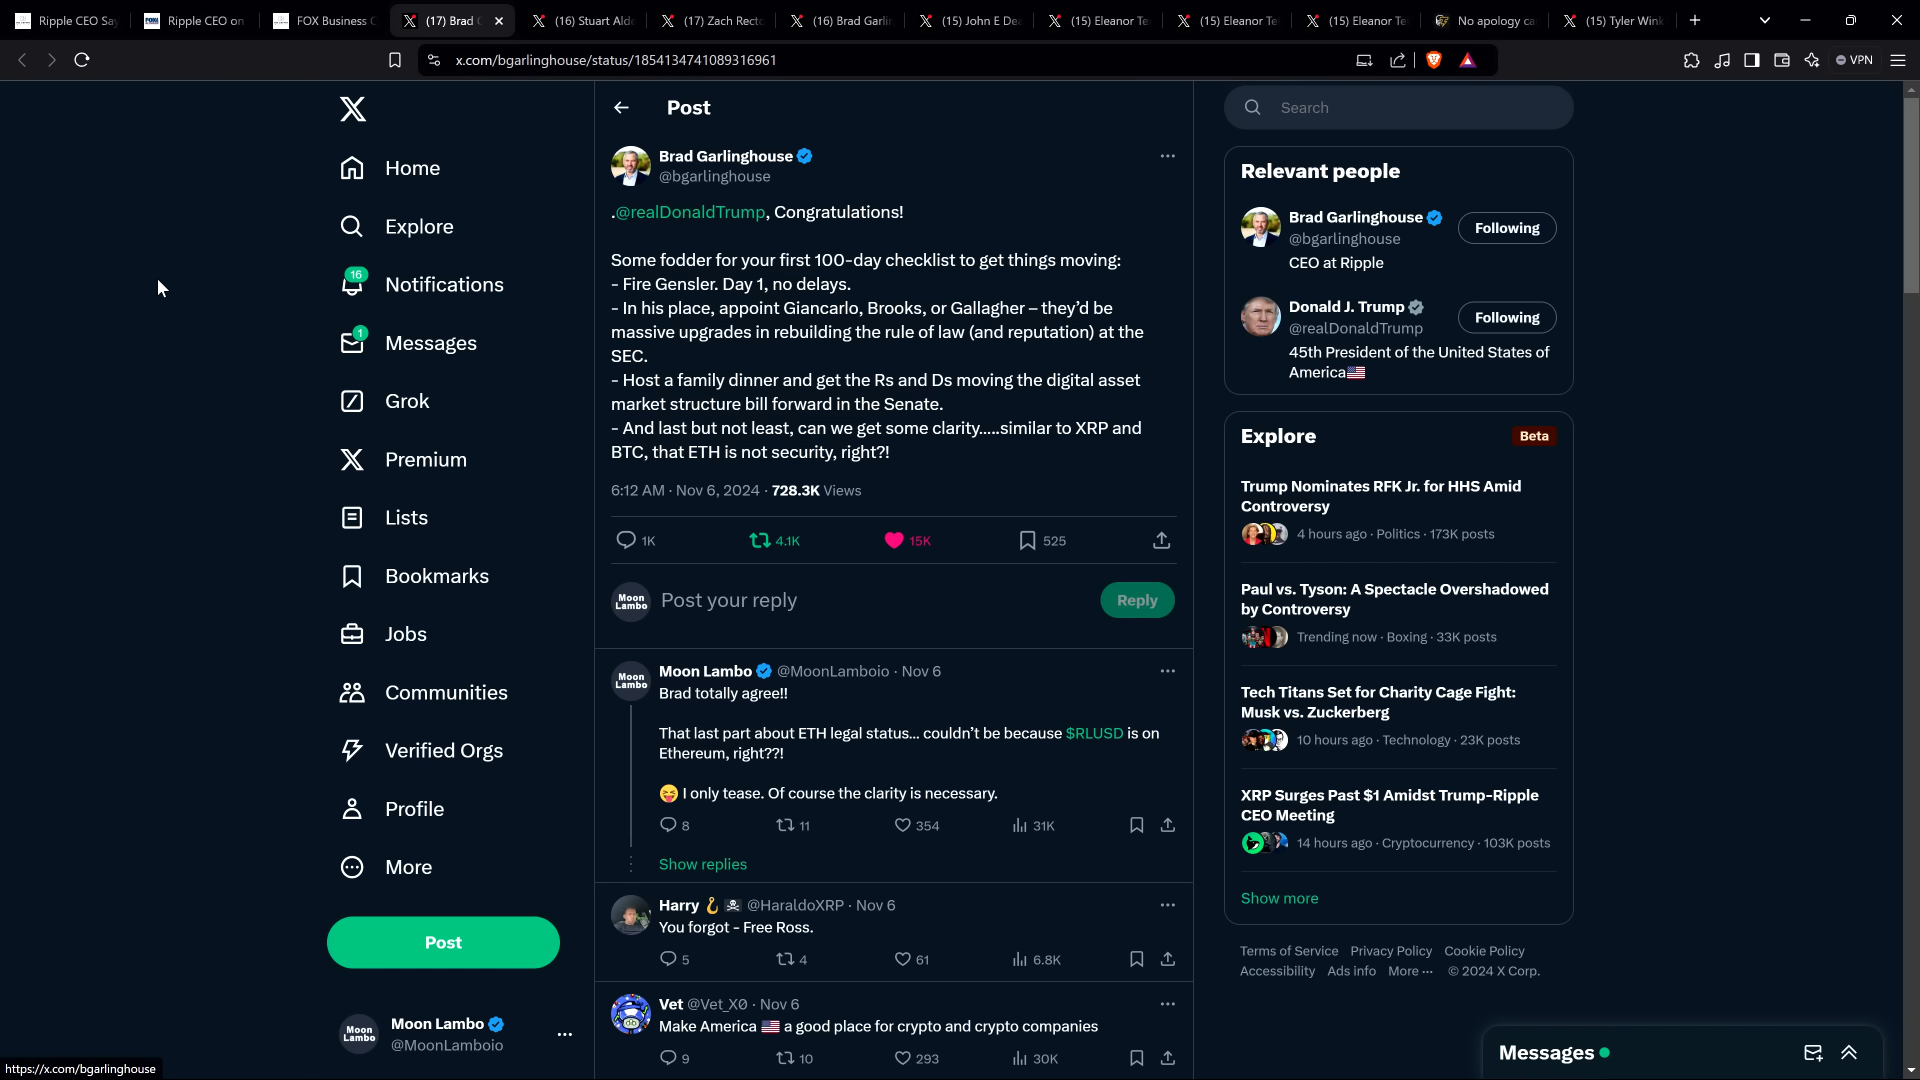 Ripple CEO Say
Ripple CEO on
FOX Business C
(17) Brad G
(16) Stuart Alde
(17) Zach Recto
(16) Brad Garlin
(15) John E Dea
(15) Eleanor Te
(15) Eleanor Te
(15) Eleanor Te
No apology ca
(15) Tyler Wink
x.com/bgarlinghouse/status/1854134741089316961
VPN
Home
Explore
16
Notifications
1
Messages
Grok
Premium
Lists
Bookmarks
Jobs
Communities
Verified Orgs
Profile
More
Post
Moon Lambo
Moon Lambo
@MoonLamboio
https://x.com/bgarlinghouse
Post
Brad Garlinghouse
@bgarlinghouse
.@realDonaldTrump, Congratulations!
Some fodder for your first 100-day checklist to get things moving:
- Fire Gensler. Day 1, no delays.
- In his place, appoint Giancarlo, Brooks, or Gallagher – they'd be
massive upgrades in rebuilding the rule of law (and reputation) at the
SEC.
- Host a family dinner and get the Rs and Ds moving the digital asset
market structure bill forward in the Senate.
- And last but not least, can we get some clarity.....similar to XRP and
BTC, that ETH is not security, right?!
6:12 AM · Nov 6, 2024 · 728.3K Views
1K 4.1K 15K 525
Moon Lambo
Post your reply
Reply
Moon Lambo
Moon Lambo @MoonLamboio · Nov 6
Brad totally agree!!
That last part about ETH legal status... couldn't be because $RLUSD is on
Ethereum, right??!
I only tease. Of course the clarity is necessary.
8 11 354 31K
Show replies
Harry @HaraldoXRP · Nov 6
You forgot - Free Ross.
5 4 61 6.8K
Vet @Vet_X0 · Nov 6
Make America a good place for crypto and crypto companies
9 10 293 30K
Search
Relevant people
Brad Garlinghouse
@bgarlinghouse
Following
CEO at Ripple
Donald J. Trump
@realDonaldTrump
Following
45th President of the United States of
America
Explore
Beta
Trump Nominates RFK Jr. for HHS Amid
Controversy
4 hours ago · Politics · 173K posts
Paul vs. Tyson: A Spectacle Overshadowed
by Controversy
Trending now · Boxing · 33K posts
Tech Titans Set for Charity Cage Fight:
Musk vs. Zuckerberg
10 hours ago · Technology · 23K posts
XRP Surges Past $1 Amidst Trump-Ripple
CEO Meeting
14 hours ago · Cryptocurrency · 103K posts
Show more
Terms of Service Privacy Policy Cookie Policy
Accessibility Ads info More ··· © 2024 X Corp.
Messages